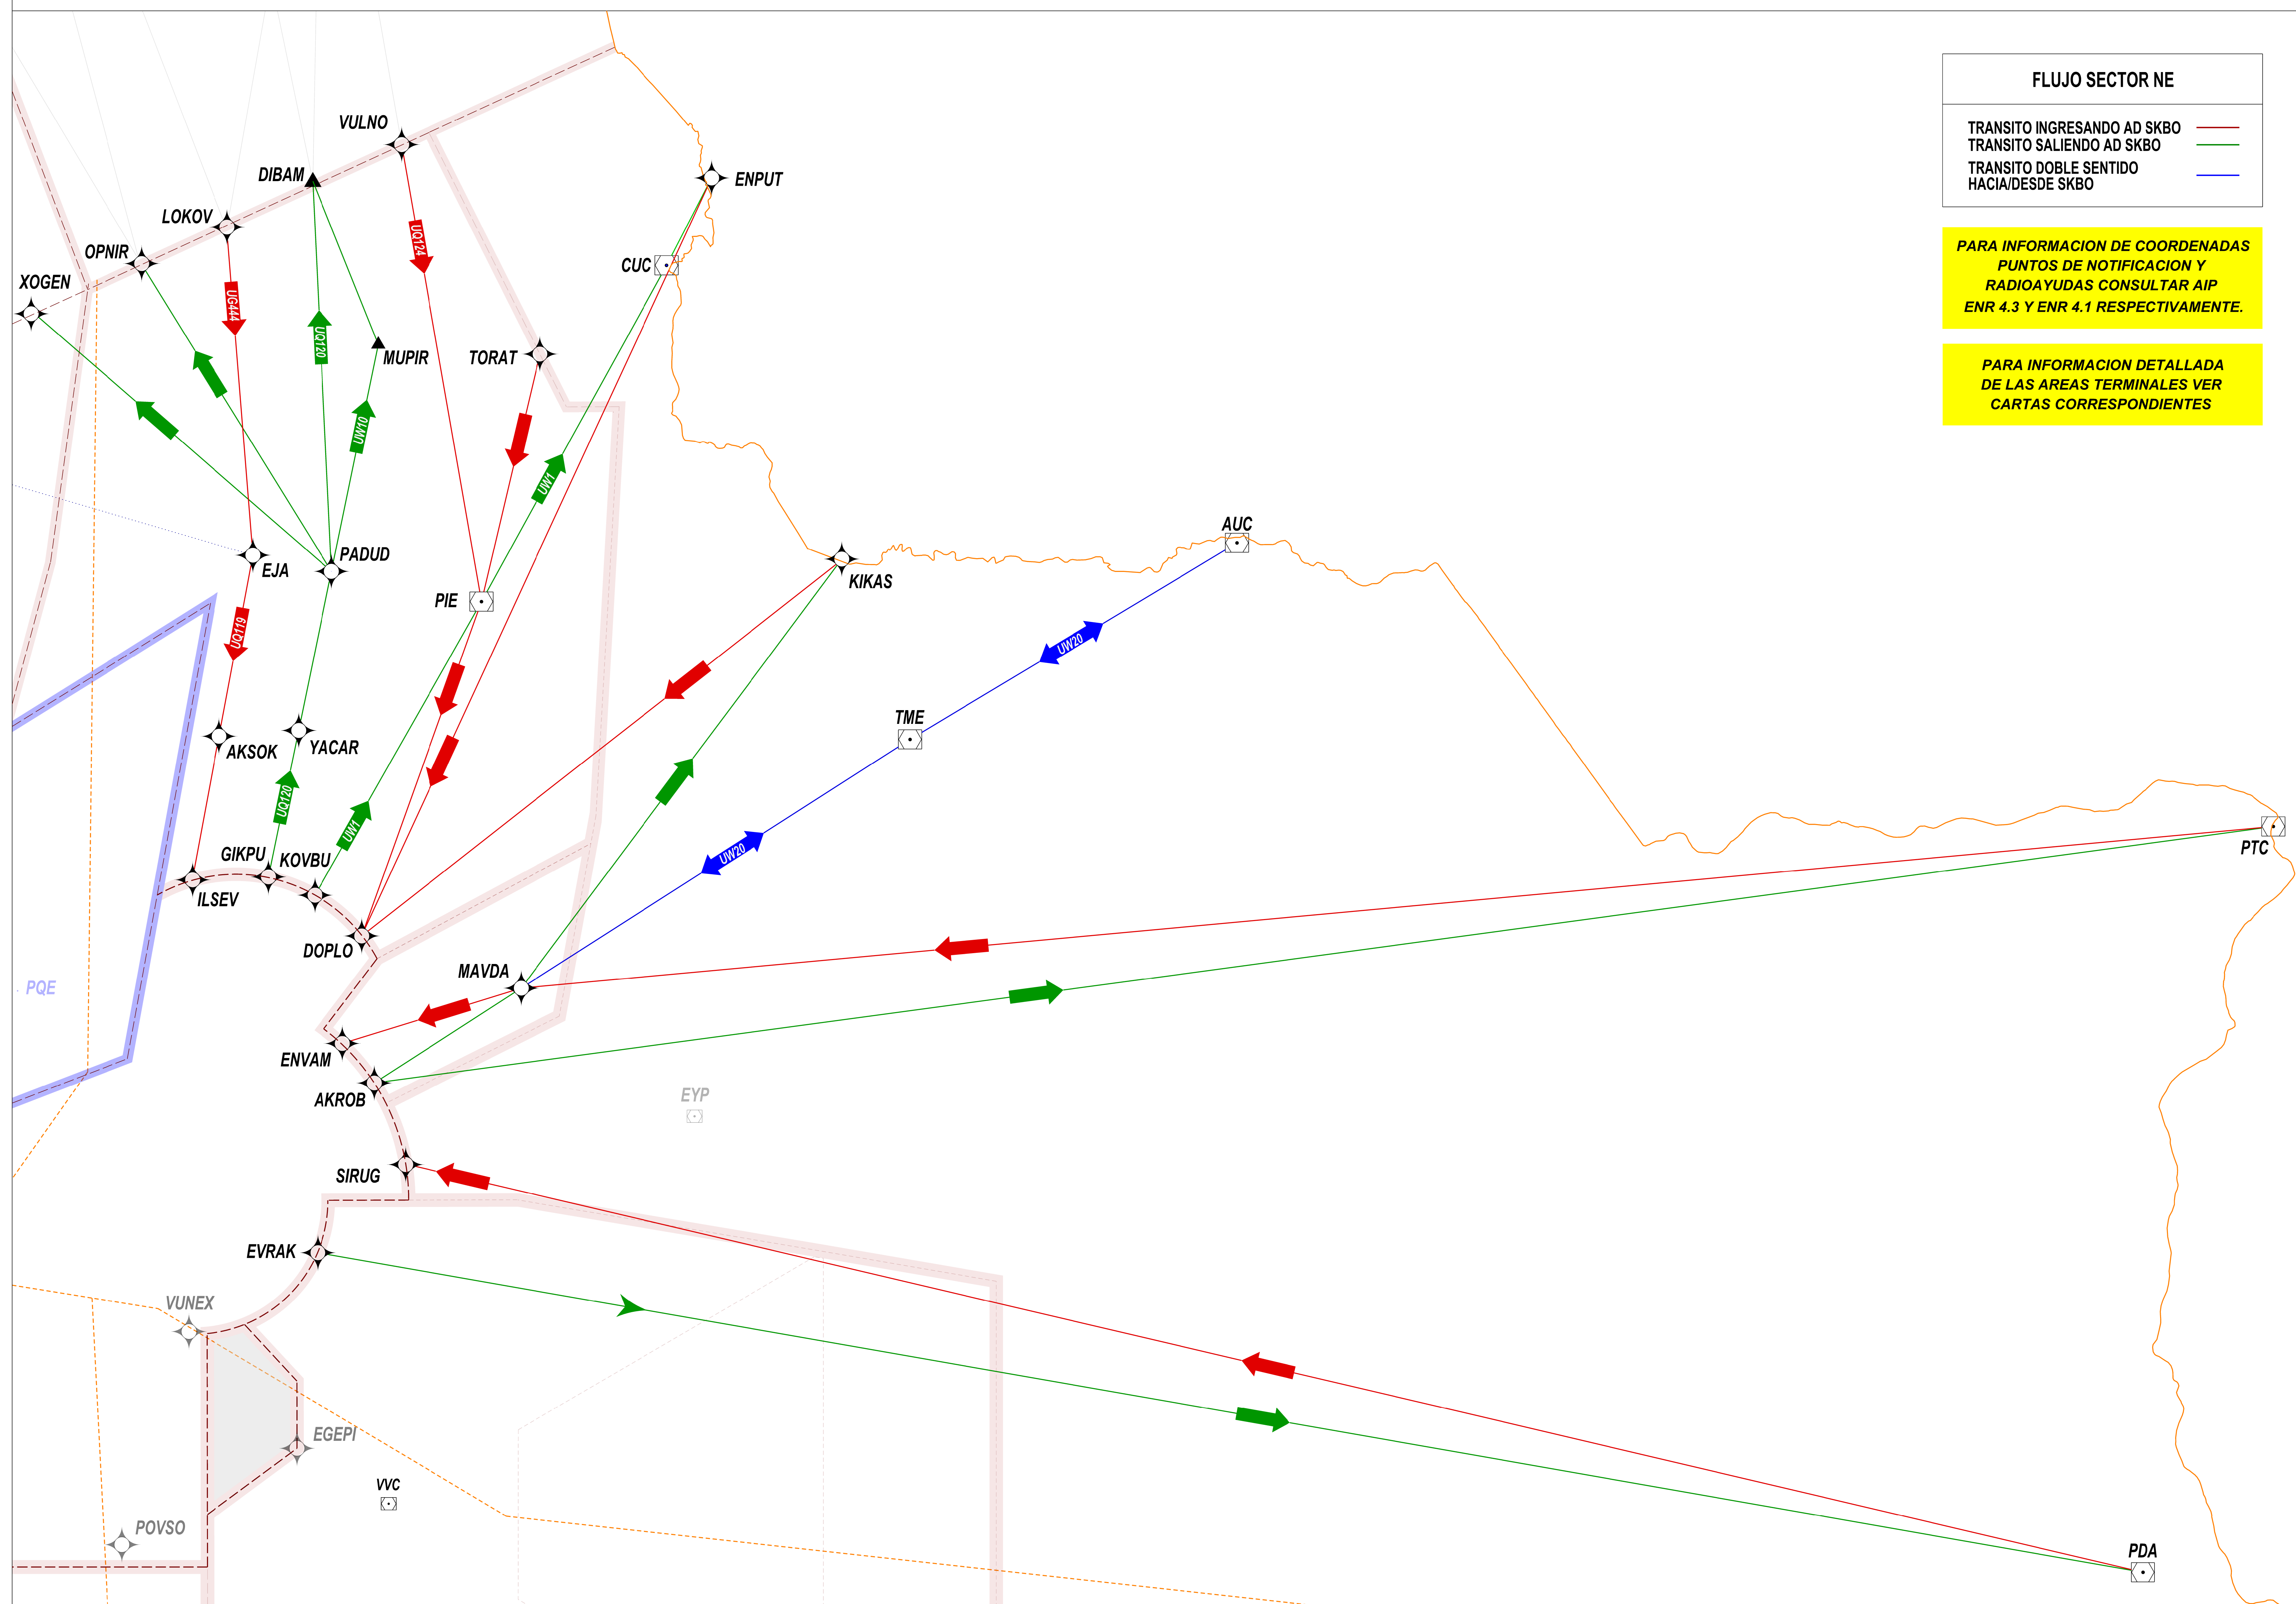 FLUJO SECTOR NE
TRANSITO INGRESANDO AD SKBO
TRANSITO SALIENDO AD SKBO
TRANSITO DOBLE SENTIDO
HACIA/DESDE SKBO
PARA INFORMACION DE COORDENADAS
PUNTOS DE NOTIFICACION Y
RADIOAYUDAS CONSULTAR AIP
ENR 4.3 Y ENR 4.1 RESPECTIVAMENTE.
PARA INFORMACION DETALLADA
DE LAS AREAS TERMINALES VER
CARTAS CORRESPONDIENTES
VULNO
DIBAM
ENPUT
LOKOV
UQ124
OPNIR
CUC
XOGEN
UG444
UQ120
MUPIR
TORAT
UW10
UW1
AUC
PADUD
EJA
KIKAS
PIE
UQ119
UW20
TME
AKSOK
YACAR
UQ120
UW1
UW20
GIKPU
KOVBU
PTC
ILSEV
DOPLO
MAVDA
PQE
ENVAM
AKROB
EYP
SIRUG
EVRAK
VUNEX
EGEPI
VVC
POVSO
PDA